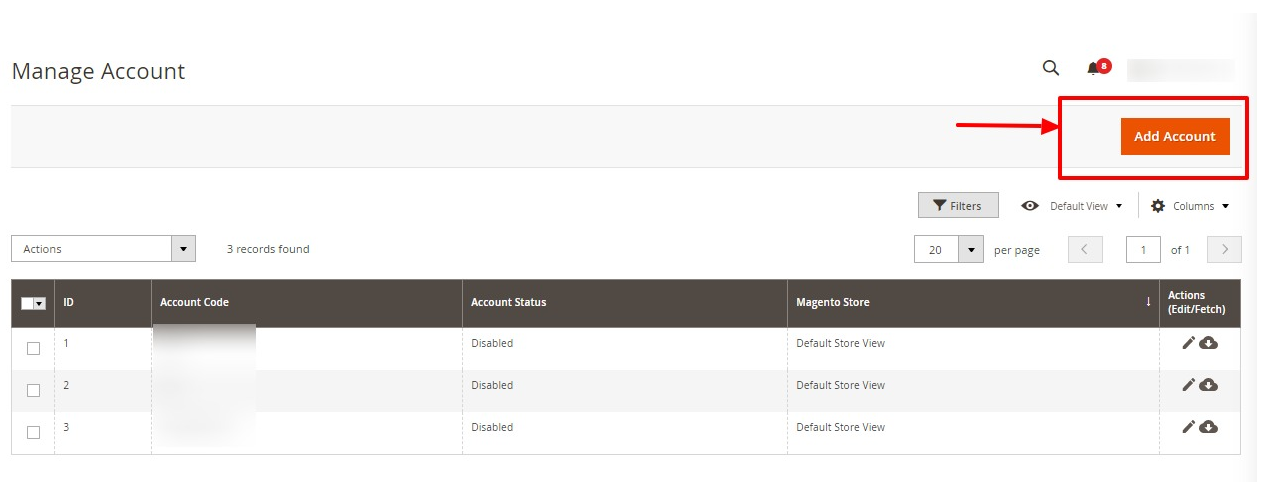 Manage Account
8
Add Account
Filters
Default View
Columns
Actions
3 records found
20
per page
1
of 1
ID
Account Code
Account Status
Magento Store
↓
Actions
(Edit/Fetch)
1
Disabled
Default Store View
2
Disabled
Default Store View
3
Disabled
Default Store View